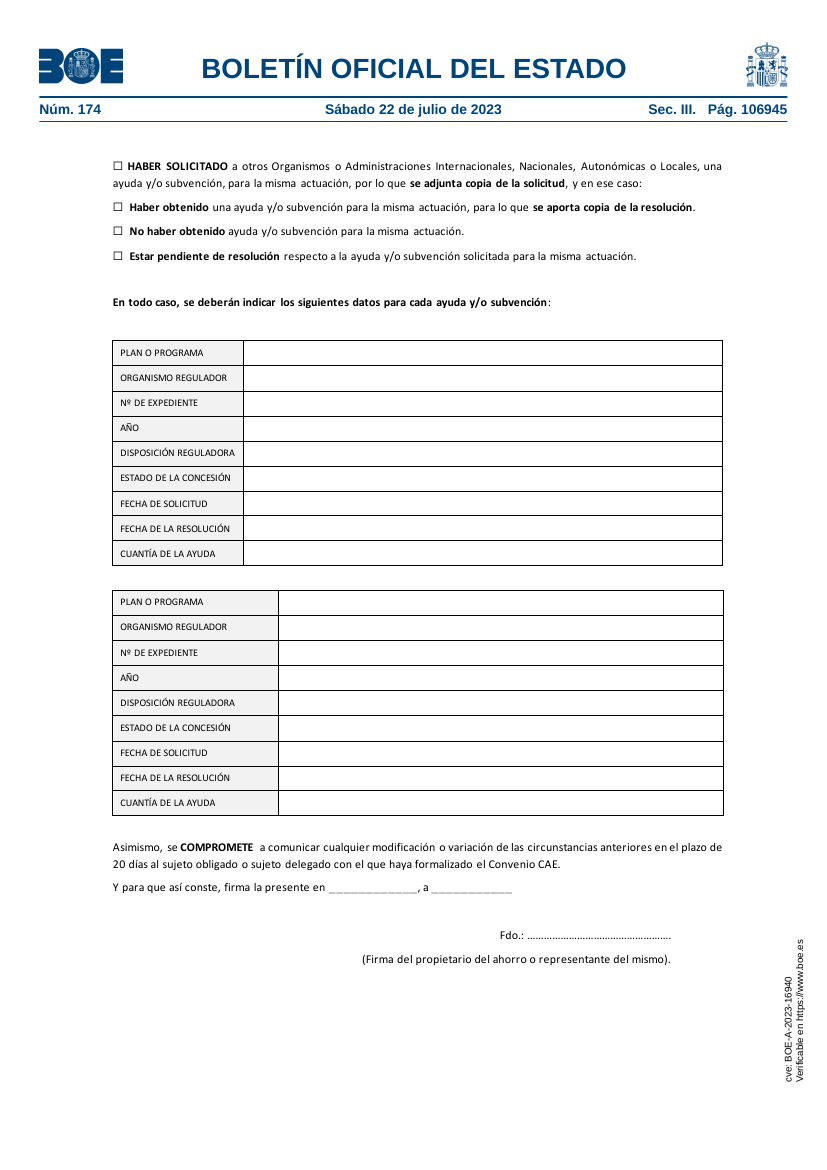 BOE
BOLETÍN OFICIAL DEL ESTADO
Núm. 174
Sábado 22 de julio de 2023
Sec. III. Pág. 106945
☐ HABER SOLICITADO a otros Organismos o Administraciones Internacionales, Nacionales, Autonómicas o Locales, una
ayuda y/o subvención, para la misma actuación, por lo que se adjunta copia de la solicitud, y en ese caso:
☐ Haber obtenido una ayuda y/o subvención para la misma actuación, para lo que se aporta copia de la resolución.
☐ No haber obtenido ayuda y/o subvención para la misma actuación.
☐ Estar pendiente de resolución respecto a la ayuda y/o subvención solicitada para la misma actuación.
En todo caso, se deberán indicar los siguientes datos para cada ayuda y/o subvención:
PLAN O PROGRAMA
ORGANISMO REGULADOR
Nº DE EXPEDIENTE
AÑO
DISPOSICIÓN REGULADORA
ESTADO DE LA CONCESIÓN
FECHA DE SOLICITUD
FECHA DE LA RESOLUCIÓN
CUANTÍA DE LA AYUDA
PLAN O PROGRAMA
ORGANISMO REGULADOR
Nº DE EXPEDIENTE
AÑO
DISPOSICIÓN REGULADORA
ESTADO DE LA CONCESIÓN
FECHA DE SOLICITUD
FECHA DE LA RESOLUCIÓN
CUANTÍA DE LA AYUDA
Asimismo, se COMPROMETE a comunicar cualquier modificación o variación de las circunstancias anteriores en el plazo de
20 días al sujeto obligado o sujeto delegado con el que haya formalizado el Convenio CAE.
Y para que así conste, firma la presente en _____________, a ____________
Fdo.: …………………………………………….
(Firma del propietario del ahorro o representante del mismo).
cve: BOE-A-2023-16940
Verificable en https://www.boe.es